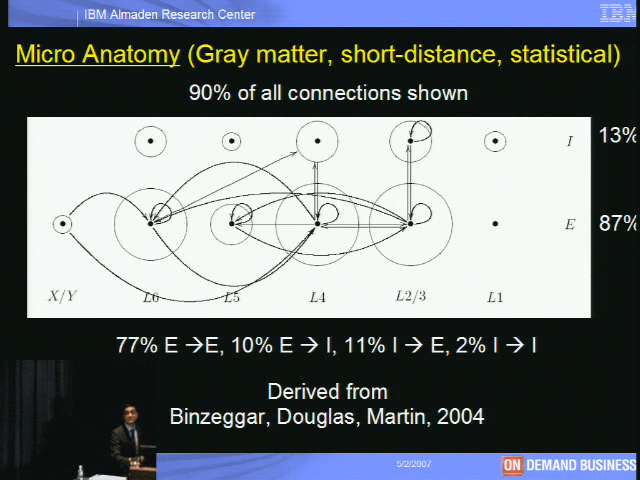 IBM Almaden Research Center
IBM
Micro Anatomy (Gray matter, short-distance, statistical)
90% of all connections shown
I 13%
E 87%
X/Y L6 L5 L4 L2/3 L1
77% E →E, 10% E → I, 11% I → E, 2% I → I
Derived from
Binzeggar, Douglas, Martin, 2004
5/2/2007
ON DEMAND BUSINESS